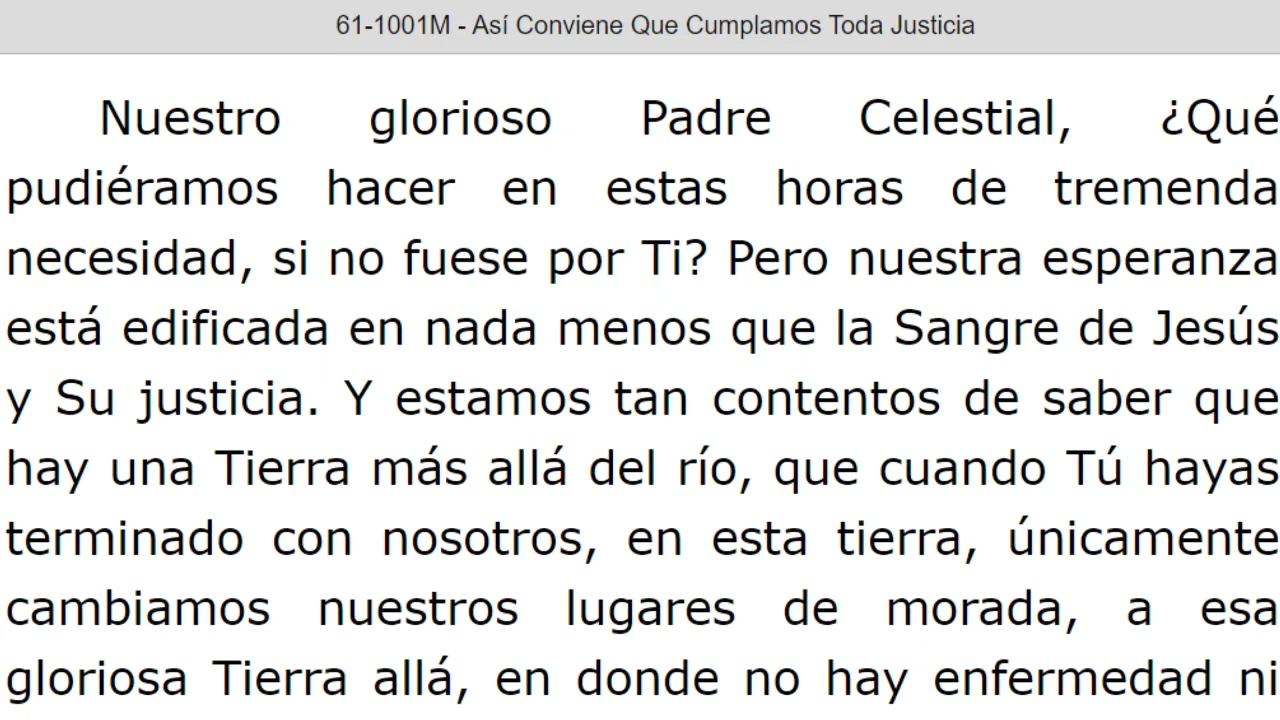 61-1001M - Así Conviene Que Cumplamos Toda Justicia
Nuestro glorioso Padre Celestial, ¿Qué
pudiéramos hacer en estas horas de tremenda
necesidad, si no fuese por Ti? Pero nuestra esperanza
está edificada en nada menos que la Sangre de Jesús
y Su justicia. Y estamos tan contentos de saber que
hay una Tierra más allá del río, que cuando Tú hayas
terminado con nosotros, en esta tierra, únicamente
cambiamos nuestros lugares de morada, a esa
gloriosa Tierra allá, en donde no hay enfermedad ni